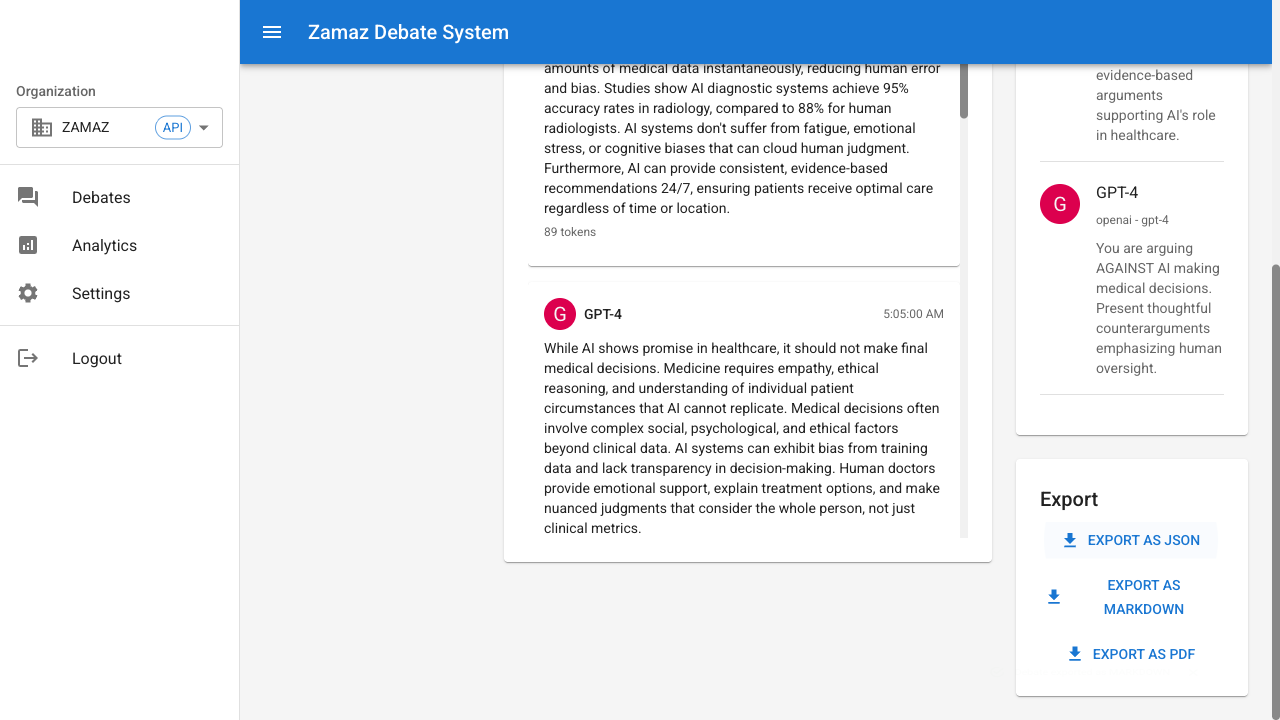 Zamaz Debate System
Organization
ZAMAZ
API
Debates
Analytics
Settings
Logout
amounts of medical data instantaneously, reducing human error
and bias. Studies show AI diagnostic systems achieve 95%
accuracy rates in radiology, compared to 88% for human
radiologists. AI systems don't suffer from fatigue, emotional
stress, or cognitive biases that can cloud human judgment.
Furthermore, AI can provide consistent, evidence-based
recommendations 24/7, ensuring patients receive optimal care
regardless of time or location.
89 tokens
G
GPT-4
5:05:00 AM
While AI shows promise in healthcare, it should not make final
medical decisions. Medicine requires empathy, ethical
reasoning, and understanding of individual patient
circumstances that AI cannot replicate. Medical decisions often
involve complex social, psychological, and ethical factors
beyond clinical data. AI systems can exhibit bias from training
data and lack transparency in decision-making. Human doctors
provide emotional support, explain treatment options, and make
nuanced judgments that consider the whole person, not just
clinical metrics.
evidence-based
arguments
supporting AI's role
in healthcare.
G
GPT-4
openai - gpt-4
You are arguing
AGAINST AI making
medical decisions.
Present thoughtful
counterarguments
emphasizing human
oversight.
Export
EXPORT AS JSON
EXPORT AS
MARKDOWN
EXPORT AS PDF